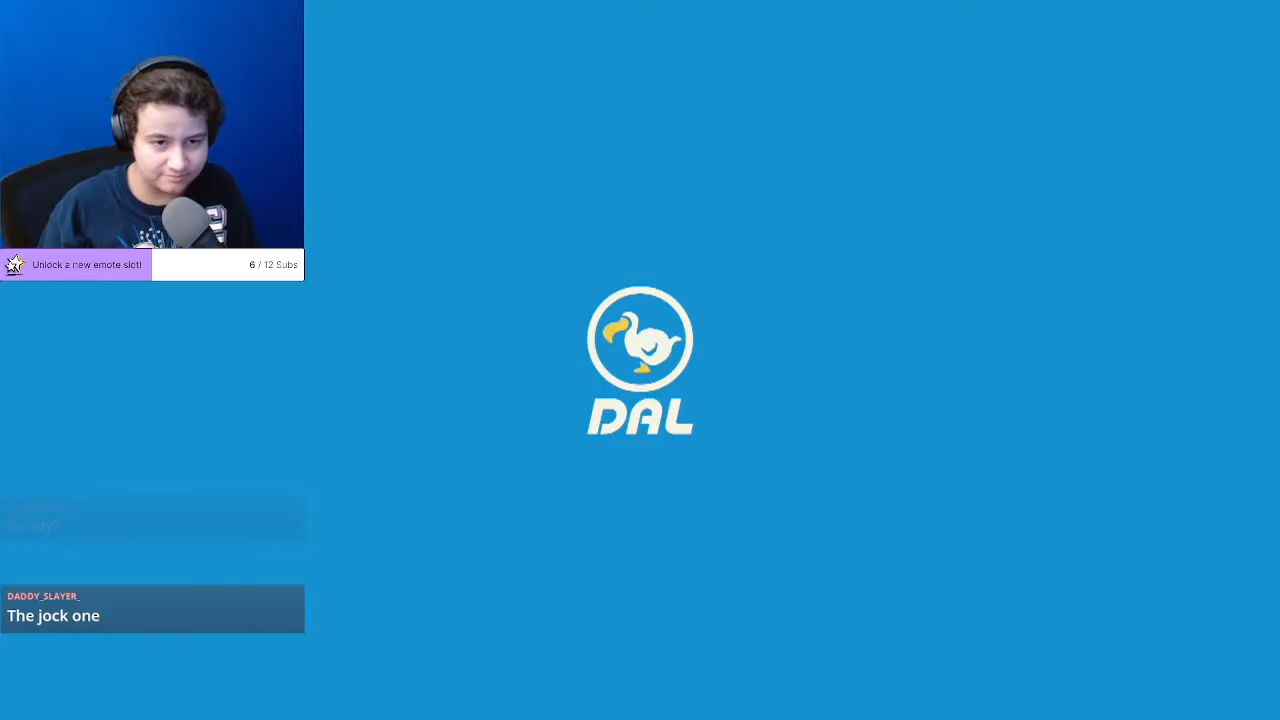 Unlock a new emote slot!
6 / 12 Subs
DAL
DADDY_SLAYER_
The jock one